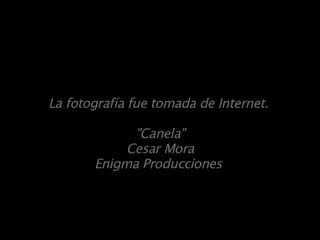 La fotografía fue tomada de Internet.
"Canela"
Cesar Mora
Enigma Producciones